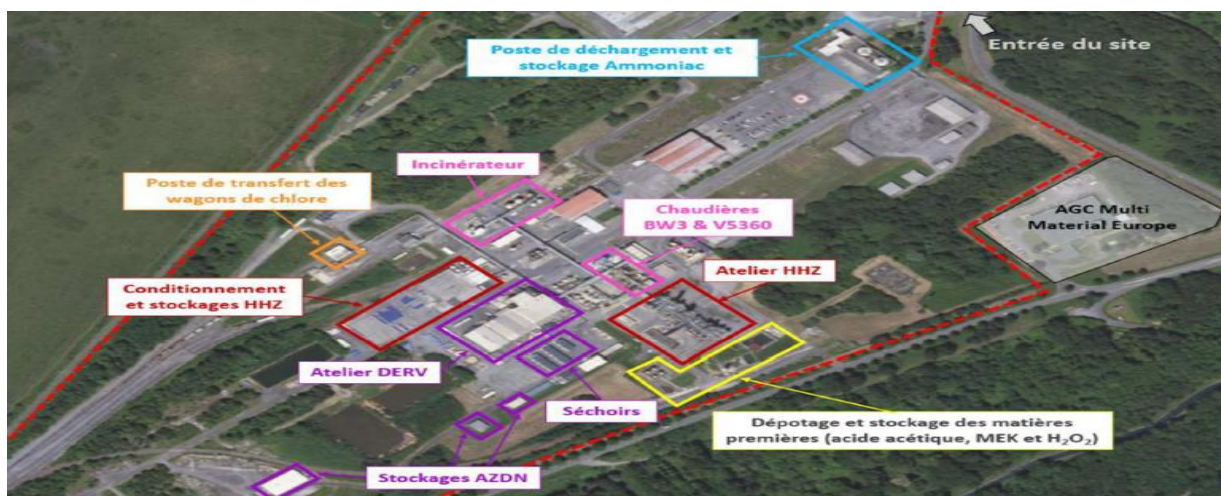 Poste de déchargement et
stockage Ammoniac
Entrée du site
Incinérateur
Poste de transfert des
wagons de chlore
Chaudières
BW3 & V5360
AGC Multi
Material Europe
Atelier HHZ
Conditionnement
et stockages HHZ
Atelier DERV
Séchoirs
Dépotage et stockage des matières
premières (acide acétique, MEK et H₂O₂)
Stockages AZDN